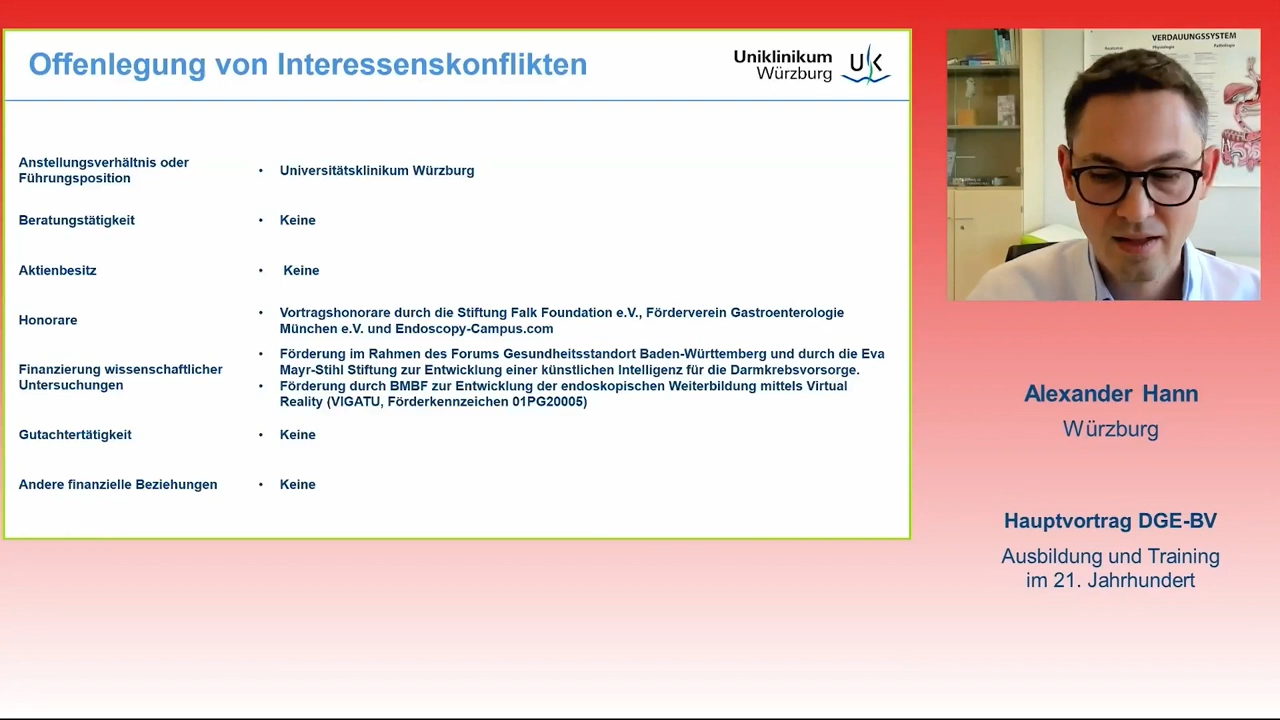 Offenlegung von Interessenskonflikten
Uniklinikum
Würzburg
UK
Anstellungsverhältnis oder
Führungsposition
• Universitätsklinikum Würzburg
Beratungstätigkeit
• Keine
Aktienbesitz
• Keine
Honorare
• Vortragshonorare durch die Stiftung Falk Foundation e.V., Förderverein Gastroenterologie
München e.V. und Endoscopy-Campus.com
Finanzierung wissenschaftlicher
Untersuchungen
• Förderung im Rahmen des Forums Gesundheitsstandort Baden-Württemberg und durch die Eva
Mayr-Stihl Stiftung zur Entwicklung einer künstlichen Intelligenz für die Darmkrebsvorsorge.
• Förderung durch BMBF zur Entwicklung der endoskopischen Weiterbildung mittels Virtual
Reality (VIGATU, Förderkennzeichen 01PG20005)
Gutachtertätigkeit
• Keine
Andere finanzielle Beziehungen
• Keine
VERDAUUNGSSYSTEM
Anatomie Physiologie Pathologie
Alexander Hann
Würzburg
Hauptvortrag DGE-BV
Ausbildung und Training
im 21. Jahrhundert